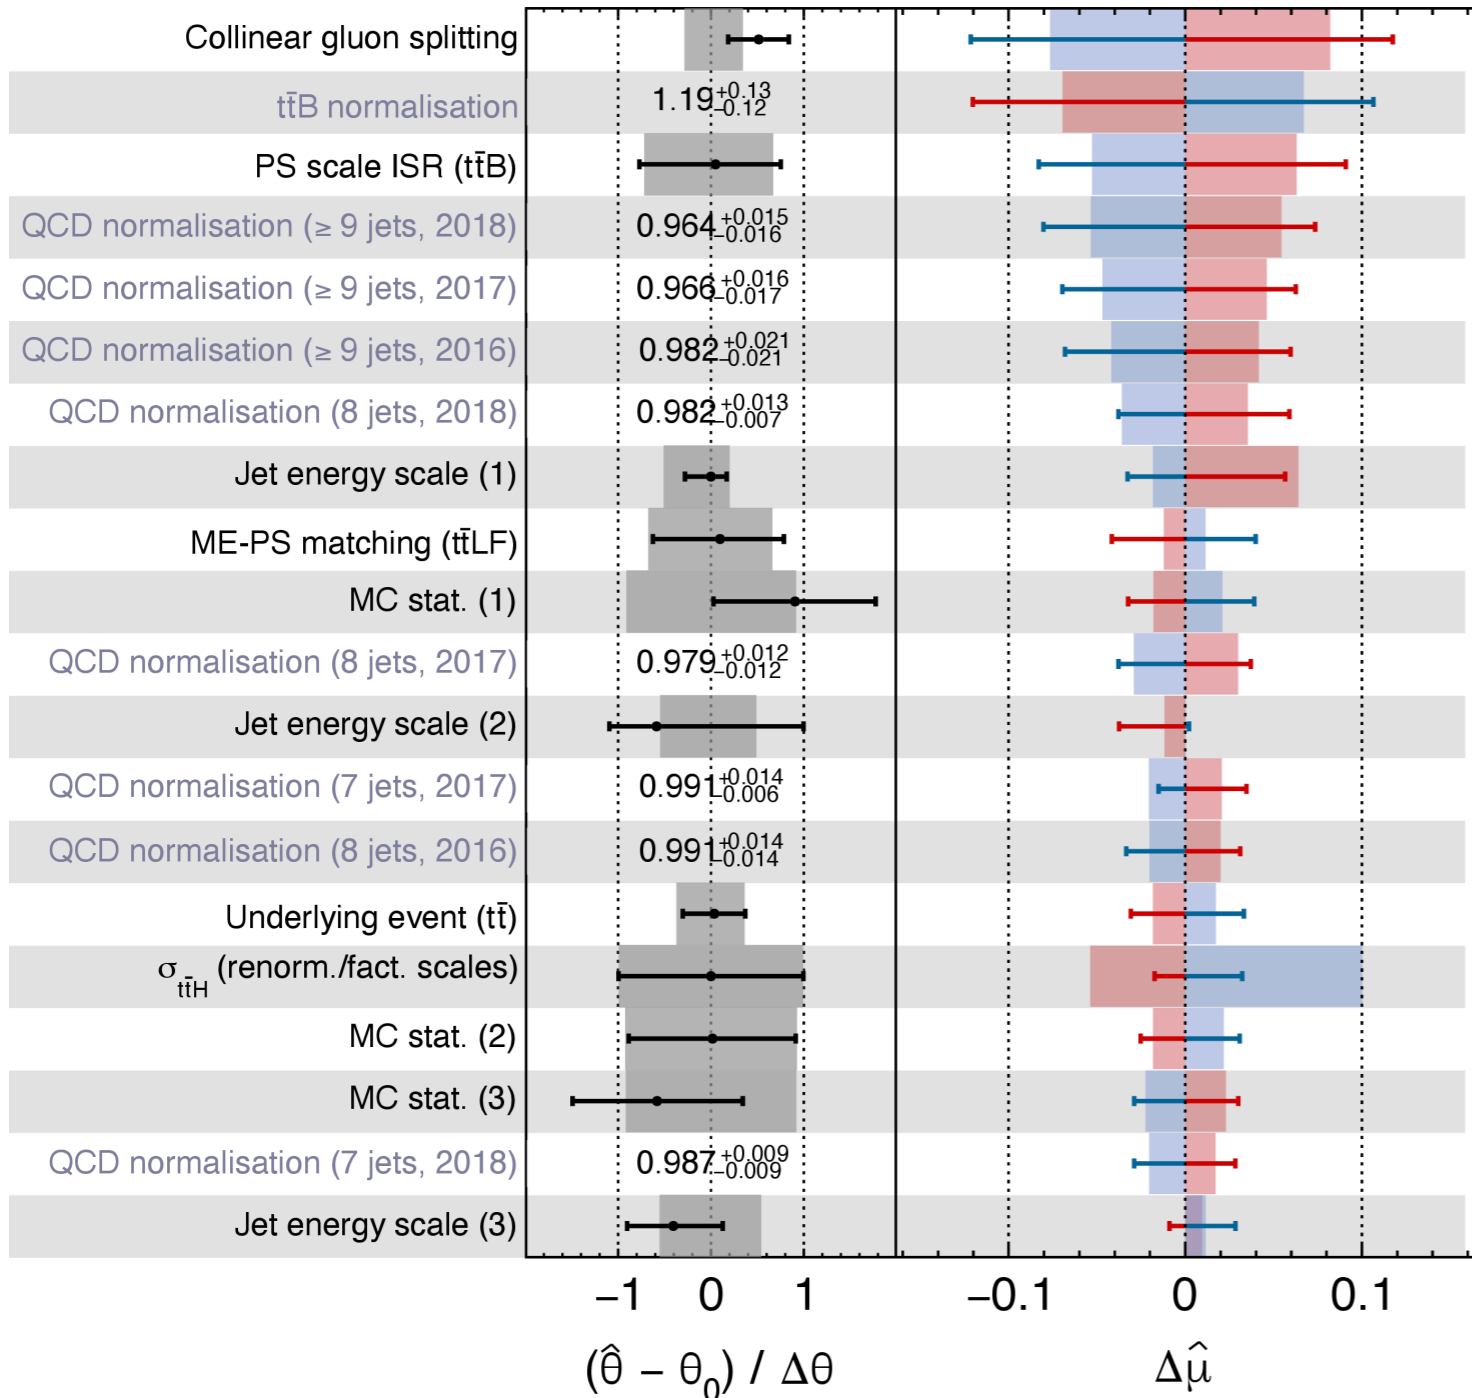 Collinear gluon splitting
tt̄B normalisation 1.19 +0.13 −0.12
PS scale ISR (tt̄B)
QCD normalisation (≥ 9 jets, 2018) 0.964 +0.015 −0.016
QCD normalisation (≥ 9 jets, 2017) 0.966 +0.016 −0.017
QCD normalisation (≥ 9 jets, 2016) 0.982 +0.021 −0.021
QCD normalisation (8 jets, 2018) 0.982 +0.013 −0.007
Jet energy scale (1)
ME-PS matching (tt̄LF)
MC stat. (1)
QCD normalisation (8 jets, 2017) 0.979 +0.012 −0.012
Jet energy scale (2)
QCD normalisation (7 jets, 2017) 0.991 +0.014 −0.006
QCD normalisation (8 jets, 2016) 0.991 +0.014 −0.014
Underlying event (tt̄)
σtt̄H (renorm./fact. scales)
MC stat. (2)
MC stat. (3)
QCD normalisation (7 jets, 2018) 0.987 +0.009 −0.009
Jet energy scale (3)
−1 0 1 −0.1 0 0.1
(θ̂ − θ0) / Δθ Δμ̂